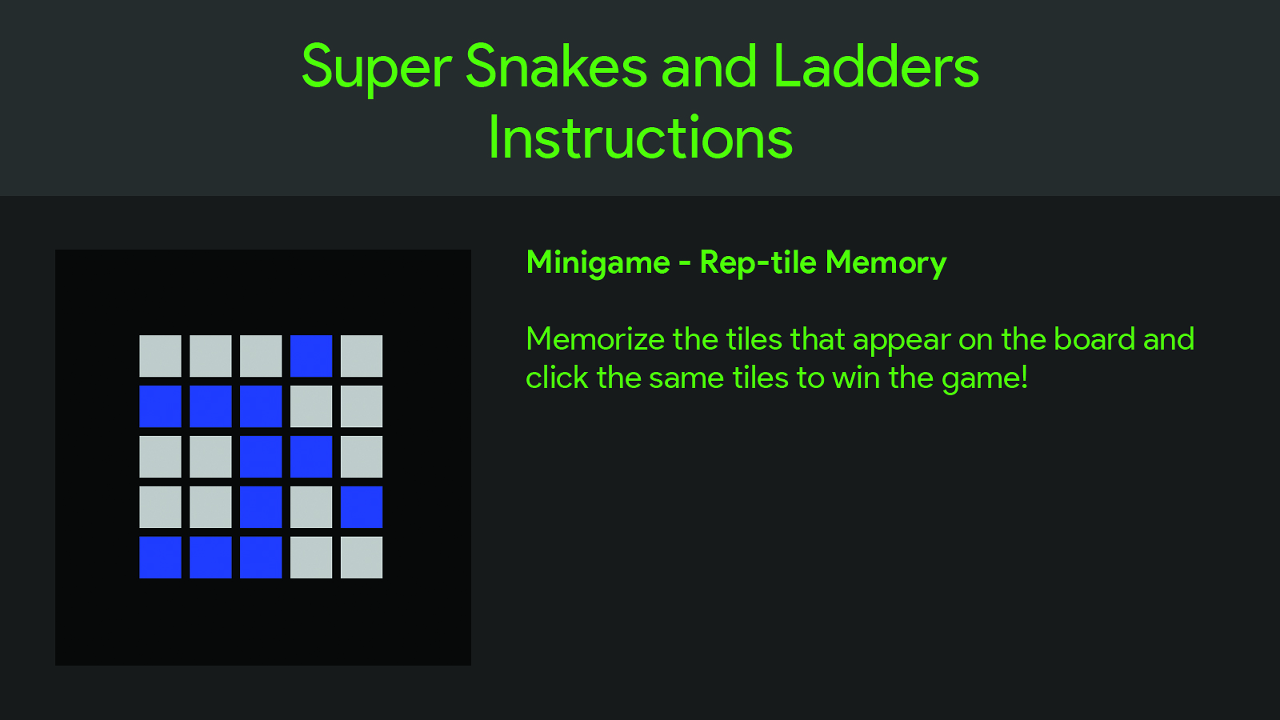 Super Snakes and Ladders
Instructions
Minigame - Rep-tile Memory
Memorize the tiles that appear on the board and
click the same tiles to win the game!